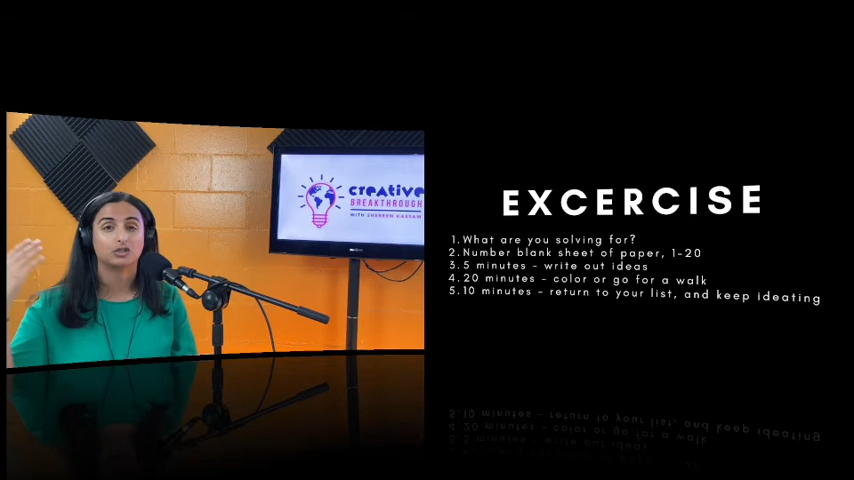 creative
BREAKTHROUGH
WITH SHEREEN KASSAM
EXCERCISE
1.What are you solving for?
2.Number blank sheet of paper, 1-20
3.5 minutes - write out ideas
4.20 minutes - color or go for a walk
5.10 minutes - return to your list, and keep ideating